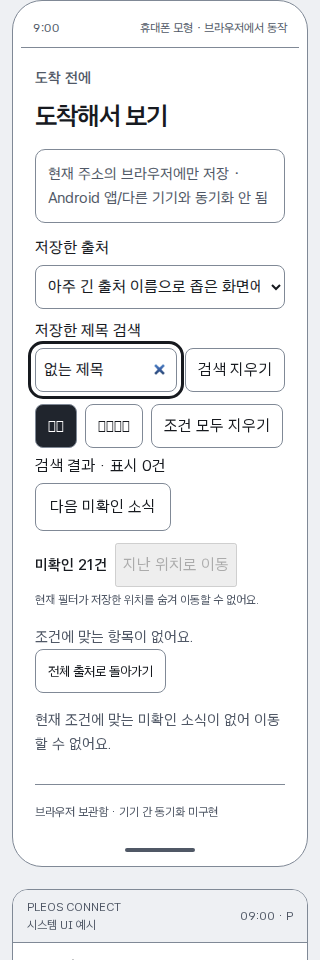 9:00
휴대폰 모형 · 브라우저에서 동작
도착 전에
도착해서 보기
현재 주소의 브라우저에만 저장 ·
Android 앱/다른 기기와 동기화 안 됨
저장한 출처
아주 긴 출처 이름으로 좁은 화면에
저장한 제목 검색
없는 제목
검색 지우기
조건 모두 지우기
검색 결과 · 표시 0건
다음 미확인 소식
미확인 21건
지난 위치로 이동
현재 필터가 저장한 위치를 숨겨 이동할 수 없어요.
조건에 맞는 항목이 없어요.
전체 출처로 돌아가기
현재 조건에 맞는 미확인 소식이 없어 이동
할 수 없어요.
브라우저 보관함 · 기기 간 동기화 미구현
PLEOS CONNECT
시스템 UI 예시
09:00 · P